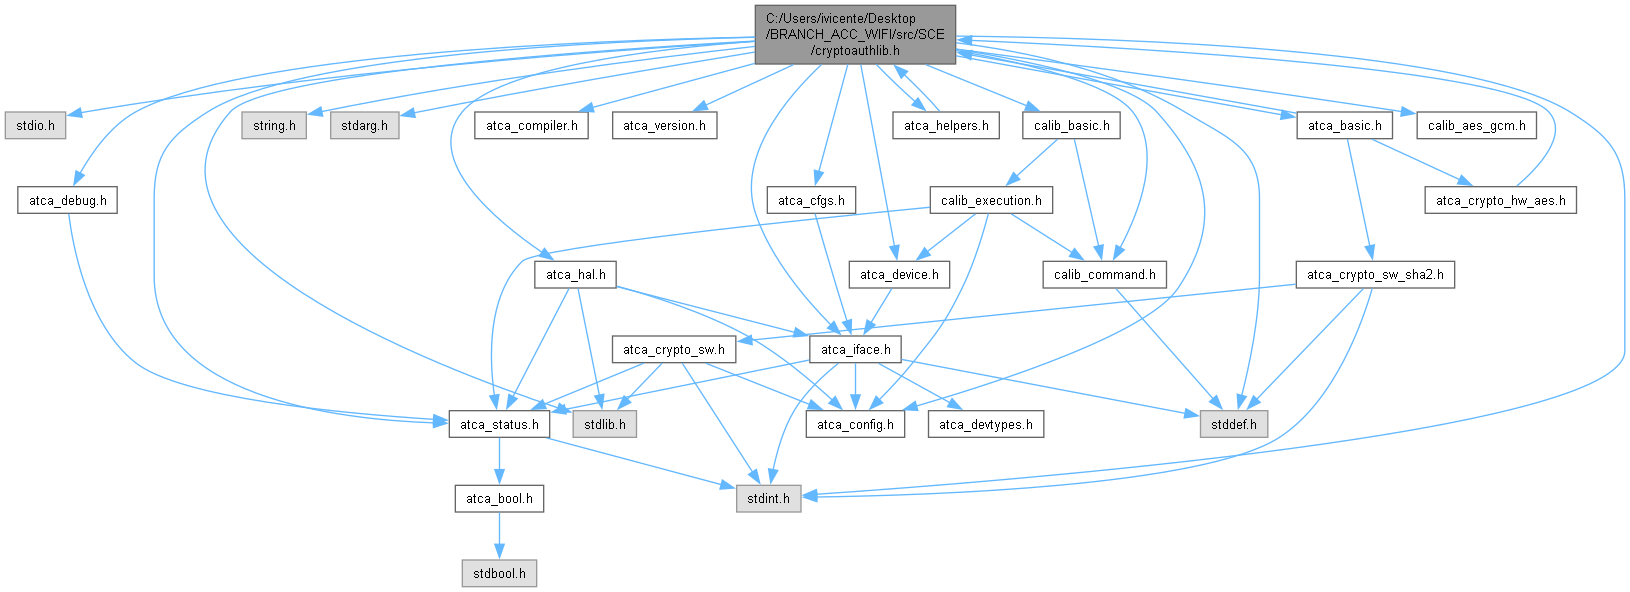 C:/Users/ivicente/Desktop
/BRANCH_ACC_WIFI/src/SCE
/cryptoauthlib.h
stdio.h
string.h
stdarg.h
atca_compiler.h
atca_version.h
atca_helpers.h
calib_basic.h
atca_basic.h
calib_aes_gcm.h
atca_debug.h
atca_cfgs.h
calib_execution.h
atca_crypto_hw_aes.h
atca_hal.h
atca_device.h
calib_command.h
atca_crypto_sw_sha2.h
atca_crypto_sw.h
atca_iface.h
atca_status.h
stdlib.h
atca_config.h
atca_devtypes.h
stddef.h
atca_bool.h
stdint.h
stdbool.h